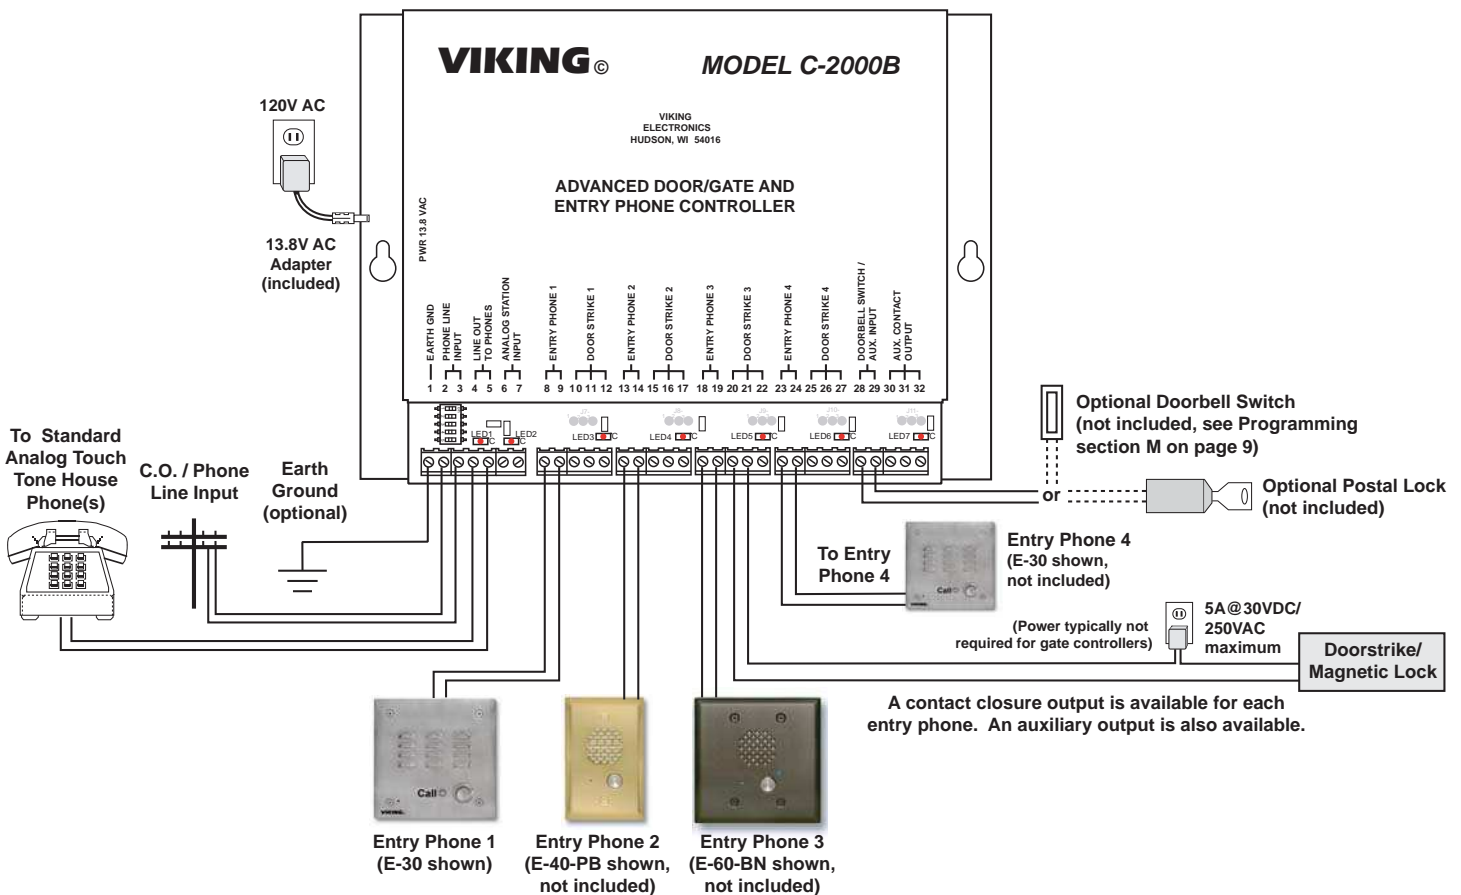 VIKING©
MODEL C-2000B
VIKING
ELECTRONICS
HUDSON, WI 54016
ADVANCED DOOR/GATE AND
ENTRY PHONE CONTROLLER
120V AC
13.8V AC
Adapter
(included)
PWR 13.8 VAC
EARTH GND
PHONE LINE
INPUT
LINE OUT
TO PHONES
ANALOG STATION
INPUT
ENTRY PHONE 1
DOOR STRIKE 1
ENTRY PHONE 2
DOOR STRIKE 2
ENTRY PHONE 3
DOOR STRIKE 3
ENTRY PHONE 4
DOOR STRIKE 4
DOORBELL SWITCH /
AUX. INPUT
AUX. CONTACT
OUTPUT
1 2 3 4 5 6 7 8 9 10 11 12 13 14 15 16 17 18 19 20 21 22 23 24 25 26 27 28 29 30 31 32
J7- J8- J9- J10- J11-
LED1 C LED2 C LED3 C LED4 C LED5 C LED6 C LED7 C
To Standard
Analog Touch
Tone House
Phone(s)
C.O. / Phone
Line Input
Earth
Ground
(optional)
Optional Doorbell Switch
(not included, see Programming
section M on page 9)
or
Optional Postal Lock
(not included)
To Entry
Phone 4
Call
VIKING
Entry Phone 4
(E-30 shown,
not included)
(Power typically not
required for gate controllers)
5A@30VDC/
250VAC
maximum
Doorstrike/
Magnetic Lock
A contact closure output is available for each
entry phone. An auxiliary output is also available.
Call
VIKING
Entry Phone 1
(E-30 shown)
Entry Phone 2
(E-40-PB shown,
not included)
Entry Phone 3
(E-60-BN shown,
not included)